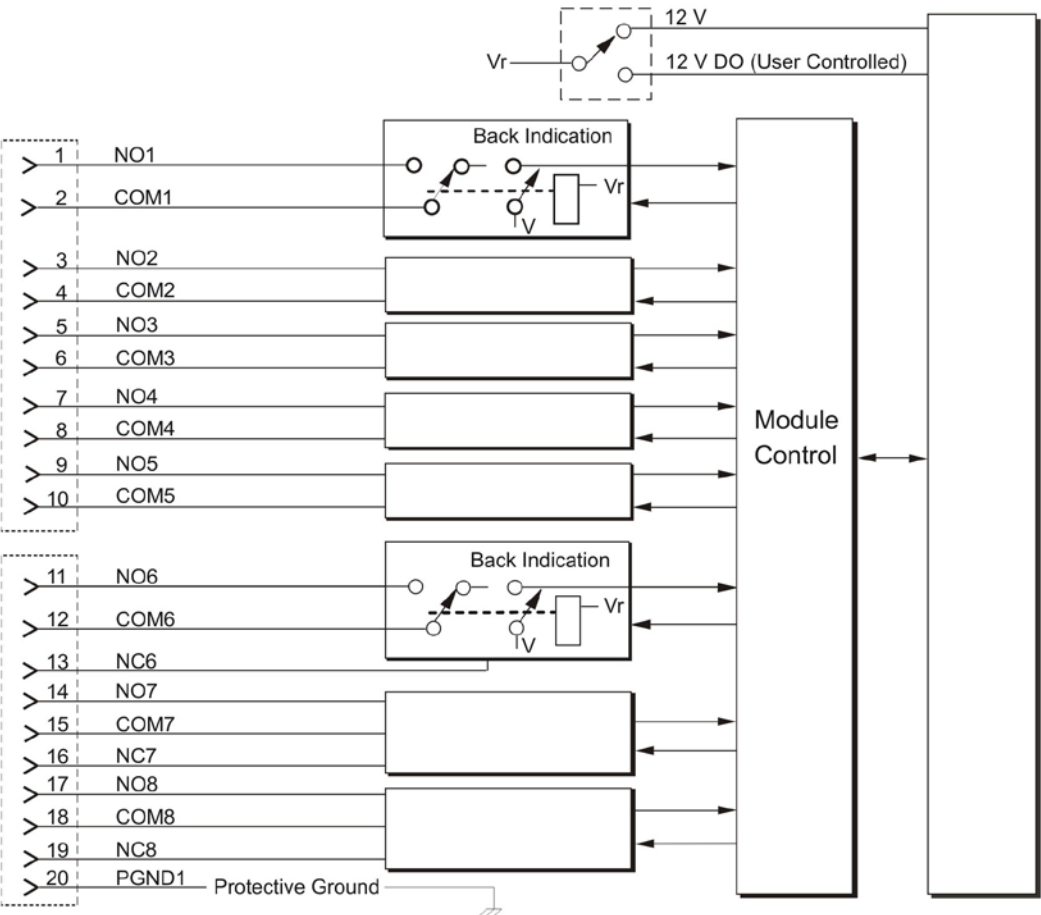 12 V
Vr
12 V DO (User Controlled)
Back Indication
1 NO1
Vr
2 COM1
V
3 NO2
4 COM2
5 NO3
6 COM3
7 NO4
8 COM4
Module
Control
9 NO5
10 COM5
Back Indication
11 NO6
Vr
12 COM6
V
13 NC6
14 NO7
15 COM7
16 NC7
17 NO8
18 COM8
19 NC8
20 PGND1 Protective Ground